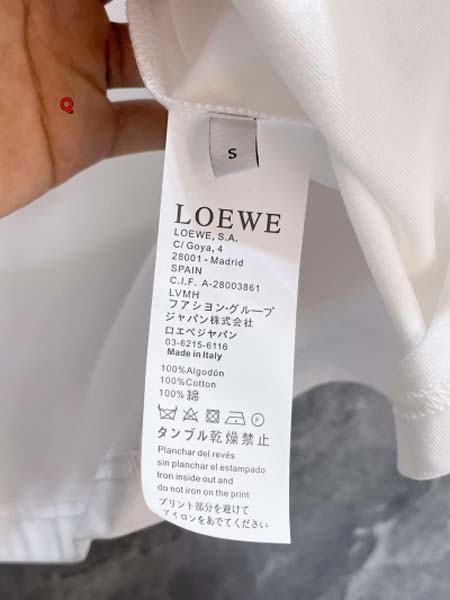 Q
S
LOEWE
LOEWE, S.A.
C/ Goya, 4
28001 - Madrid
SPAIN
C.I.F. A-28003861
LVMH
ファション・グループ
ジャパン株式会社
ロエベジャパン
03-6215-6116
Made in Italy
100%Algodón
100%Cotton
100% 綿
P
タンブル乾燥禁止
Planchar del revés
sin planchar el estampado
Iron inside out and
do not iron on the print
プリント部分を避けて
アイロンをあててください